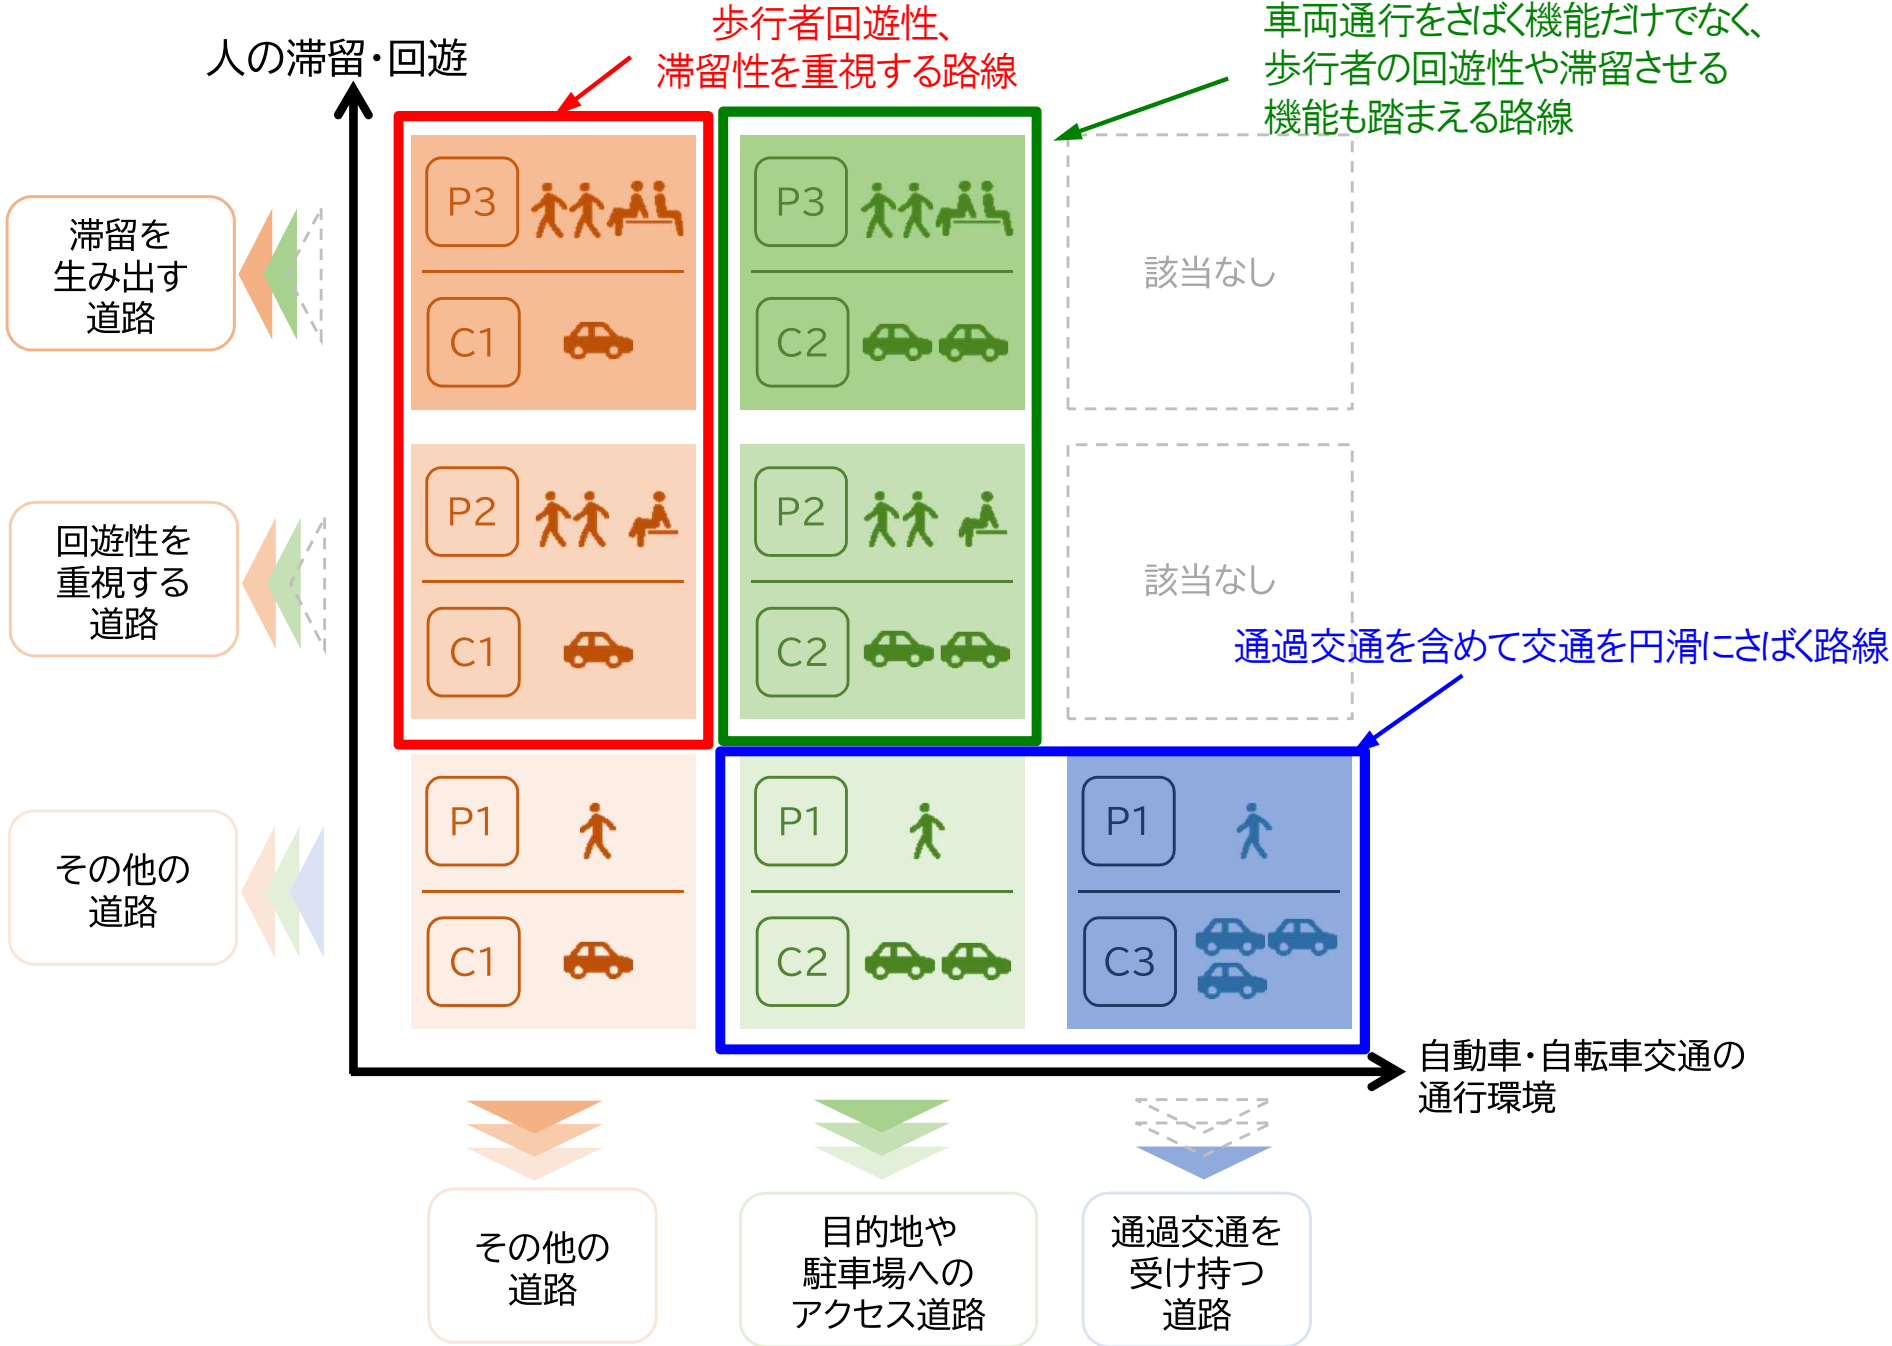 人の滞留・回遊
歩行者回遊性、
滞留性を重視する路線
車両通行をさばく機能だけでなく、
歩行者の回遊性や滞留させる
機能も踏まえる路線
滞留を
生み出す
道路
P3
C1
P3
C2
該当なし
回遊性を
重視する
道路
P2
C1
P2
C2
該当なし
通過交通を含めて交通を円滑にさばく路線
その他の
道路
P1
C1
P1
C2
P1
C3
自動車・自転車交通の
通行環境
その他の
道路
目的地や
駐車場への
アクセス道路
通過交通を
受け持つ
道路